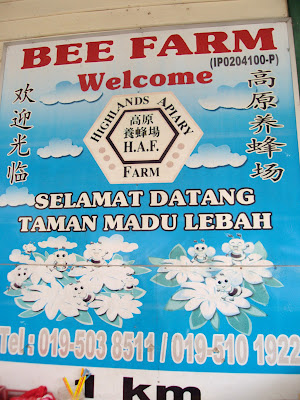 BEE FARM
(IP0204100-P)
Welcome
欢迎光临
高原养蜂场
HIGHLANDS APIARY
高原
養蜂場
H.A.F.
FARM
SELAMAT DATANG
TAMAN MADU LEBAH
Tel : 019-503 8511 / 019-510 1922
1 km